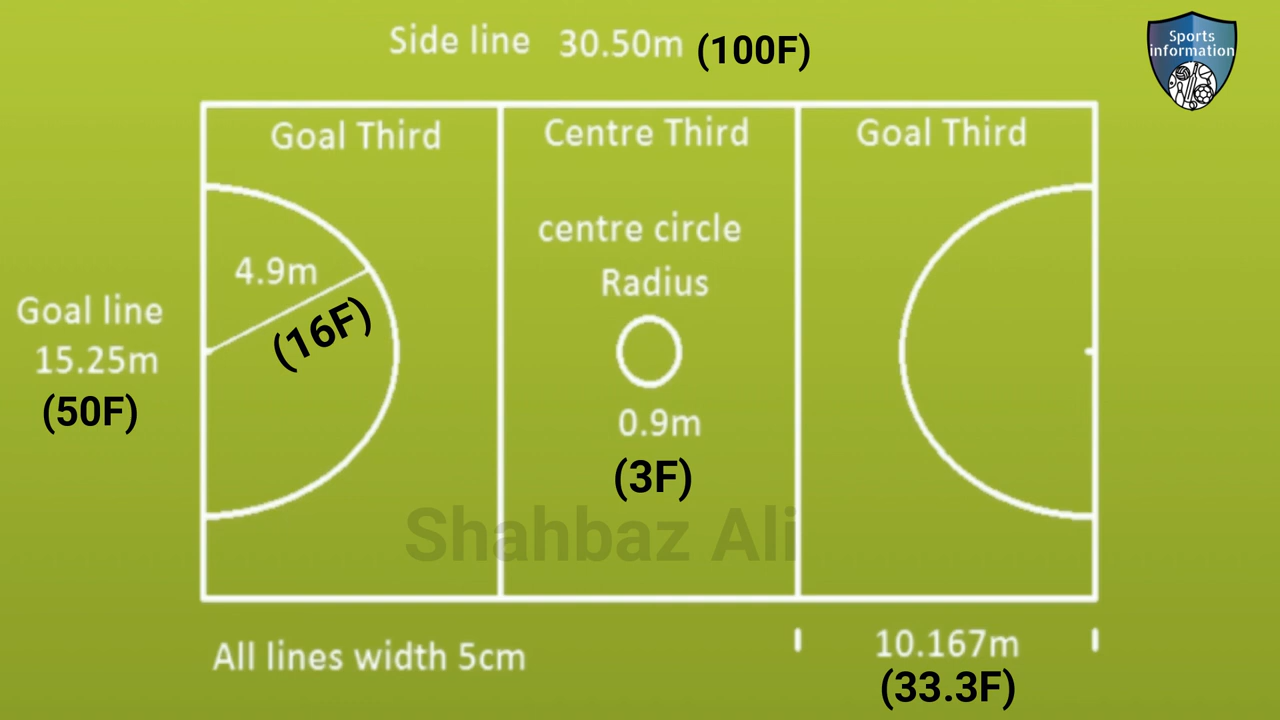 Side line 30.50m (100F)
Sports
information
Goal Third
Centre Third
Goal Third
centre circle
Radius
4.9m
(16F)
Goal line
15.25m
(50F)
0.9m
(3F)
Shahbaz Ali
All lines width 5cm
10.167m
(33.3F)